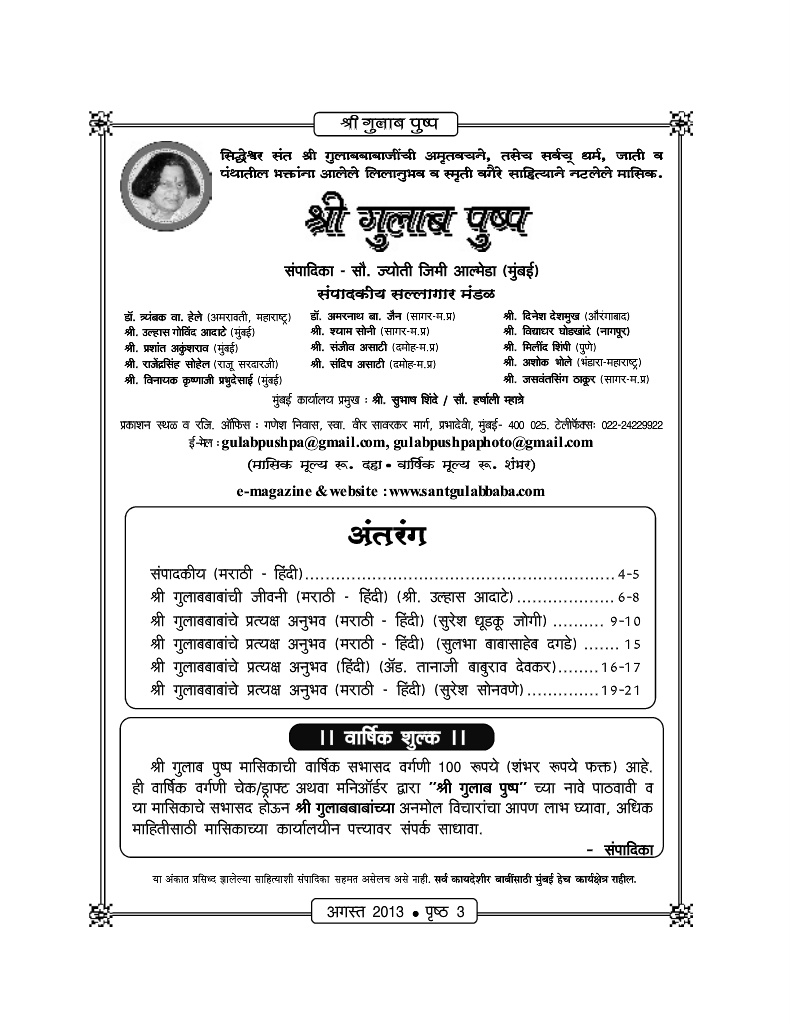 श्री गुलाब पुष्प
सिद्धेश्वर संत श्री गुलाबबाबाजींची अमृतवचने, तसेच सर्वच् धर्म, जाती व
पंथातील भक्तांना आलेले लिलानुभव व स्मृती वगैरे साहित्याने नटलेले मासिक.
श्री गुलाब पुष्प
संपादिका - सौ. ज्योती जिमी आल्मेडा (मुंबई)
संपादकीय सल्लागार मंडळ
डॉ. त्र्यंबक वा. हेले (अमरावती, महाराष्ट्र) डॉ. अमरनाथ बा. जैन (सागर-म.प्र) श्री. दिनेश देशमुख (औरंगाबाद)
श्री. उल्हास गोविंद आदाटे (मुंबई) श्री. श्याम सोनी (सागर-म.प्र) श्री. विद्याधर घोडखांदे (नागपूर)
श्री. प्रशांत अकुंशराव (मुंबई) श्री. संजीव असाटी (दमोह-म.प्र) श्री. मिलींद शिंपी (पुणे)
श्री. राजेंद्रसिंह सोहेल (राजू सरदारजी) श्री. संदिप असाटी (दमोह-म.प्र) श्री. अशोक भोले (भंडारा-महाराष्ट्र)
श्री. विनायक कृष्णाजी प्रभुदेसाई (मुंबई) श्री. जसवंतसिंग ठाकुर (सागर-म.प्र)
मुंबई कार्यालय प्रमुख : श्री. सुभाष शिंदे / सौ. हर्षाली म्हात्रे
प्रकाशन स्थळ व रजि. ऑफिस : गणेश निवास, स्वा. वीर सावरकर मार्ग, प्रभादेवी, मुंबई- 400 025. टेलीफॅक्सः 022-24229922
ई-मेल : gulabpushpa@gmail.com, gulabpushpaphoto@gmail.com
(मासिक मूल्य रू. दहा • वार्षिक मूल्य रू. शंभर)
e-magazine & website : www.santgulabbaba.com
अंतरंग
संपादकीय (मराठी - हिंदी)............................................................ 4-5
श्री गुलाबबाबांची जीवनी (मराठी - हिंदी) (श्री. उल्हास आदाटे) ................... 6-8
श्री गुलाबबाबांचे प्रत्यक्ष अनुभव (मराठी - हिंदी) (सुरेश धूडकू जोगी) .......... 9-10
श्री गुलाबबाबांचे प्रत्यक्ष अनुभव (मराठी - हिंदी) (सुलभा बाबासाहेब दगडे) ....... 15
श्री गुलाबबाबांचे प्रत्यक्ष अनुभव (हिंदी) (ॲड. तानाजी बाबुराव देवकर)........ 16-17
श्री गुलाबबाबांचे प्रत्यक्ष अनुभव (मराठी - हिंदी) (सुरेश सोनवणे) .............. 19-21
।। वार्षिक शुल्क ।।
श्री गुलाब पुष्प मासिकाची वार्षिक सभासद वर्गणी 100 रूपये (शंभर रूपये फक्त) आहे.
ही वार्षिक वर्गणी चेक/ड्राफ्ट अथवा मनिऑर्डर द्वारा ''श्री गुलाब पुष्प'' च्या नावे पाठवावी व
या मासिकाचे सभासद होऊन श्री गुलाबबाबांच्या अनमोल विचारांचा आपण लाभ घ्यावा, अधिक
माहितीसाठी मासिकाच्या कार्यालयीन पत्त्यावर संपर्क साधावा.
- संपादिका
या अंकात प्रसिध्द झालेल्या साहित्याशी संपादिका सहमत असेलच असे नाही. सर्व कायदेशीर बाबींसाठी मुंबई हेच कार्यक्षेत्र राहील.
अगस्त 2013 ● पृष्ठ 3